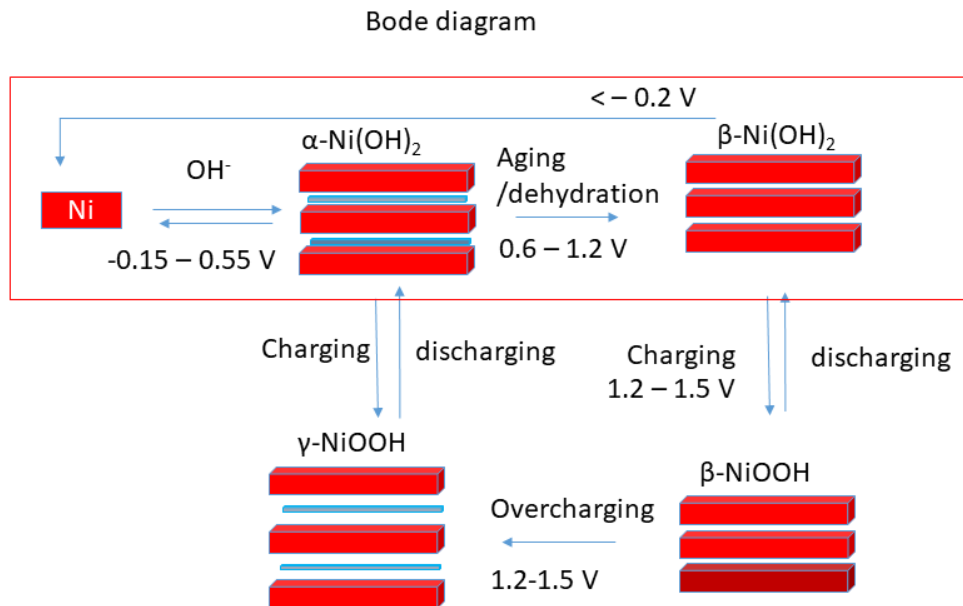 Bode diagram
< – 0.2 V
α-Ni(OH)₂
β-Ni(OH)₂
OH⁻
Aging
/dehydration
Ni
-0.15 – 0.55 V
0.6 – 1.2 V
Charging
discharging
Charging
1.2 – 1.5 V
discharging
γ-NiOOH
β-NiOOH
Overcharging
1.2-1.5 V